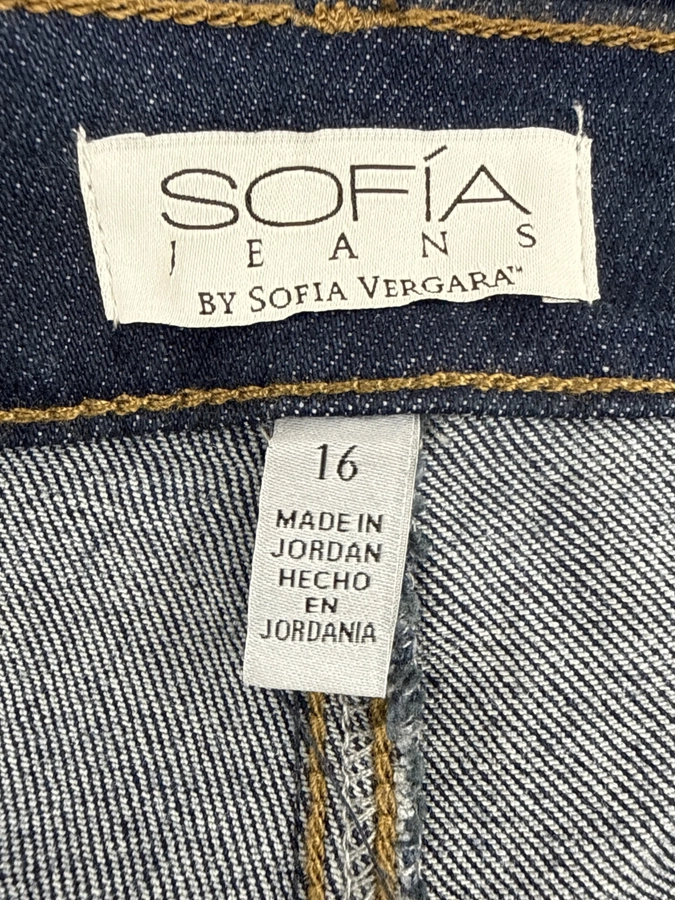 SOFÍA
JEANS
BY SOFIA VERGARA™
16
MADE IN
JORDAN
HECHO
EN
JORDANIA